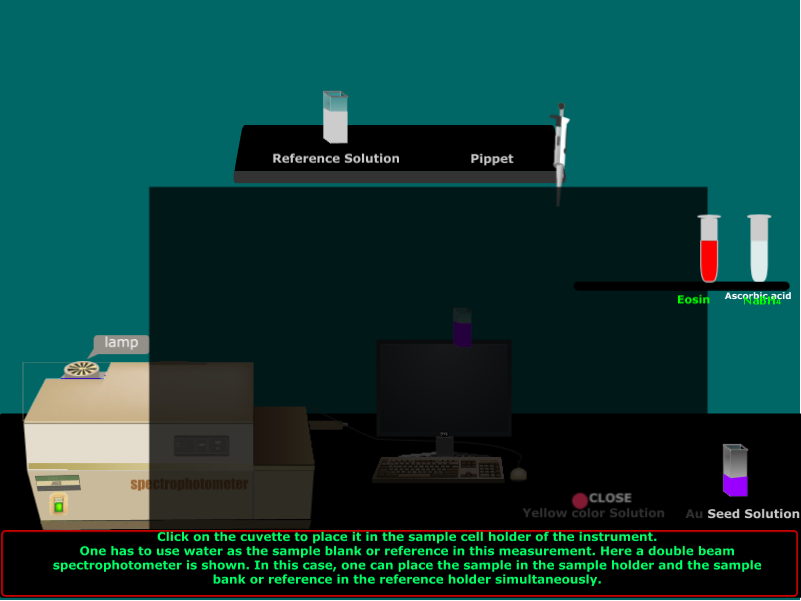 Reference Solution
Pippet
Eosin
Ascorbic acid
NaBH4
lamp
spectrophotometer
CLOSE
Yellow color Solution
Au Seed Solution
Click on the cuvette to place it in the sample cell holder of the instrument.
One has to use water as the sample blank or reference in this measurement. Here a double beam
spectrophotometer is shown. In this case, one can place the sample in the sample holder and the sample
bank or reference in the reference holder simultaneously.